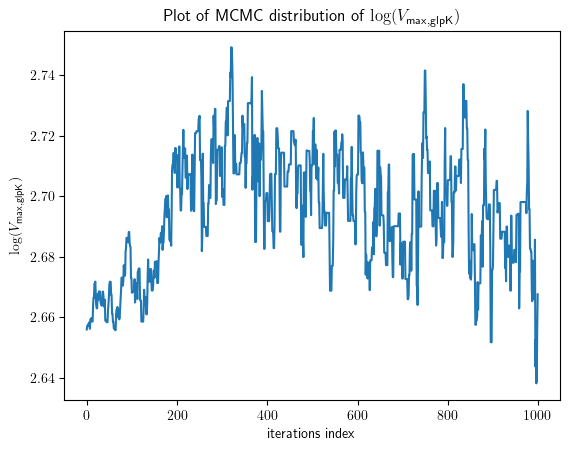 Plot of MCMC distribution of log(V_max,glpK)
log(V_max,glpK)
2.74
2.72
2.70
2.68
2.66
2.64
0 200 400 600 800 1000
iterations index